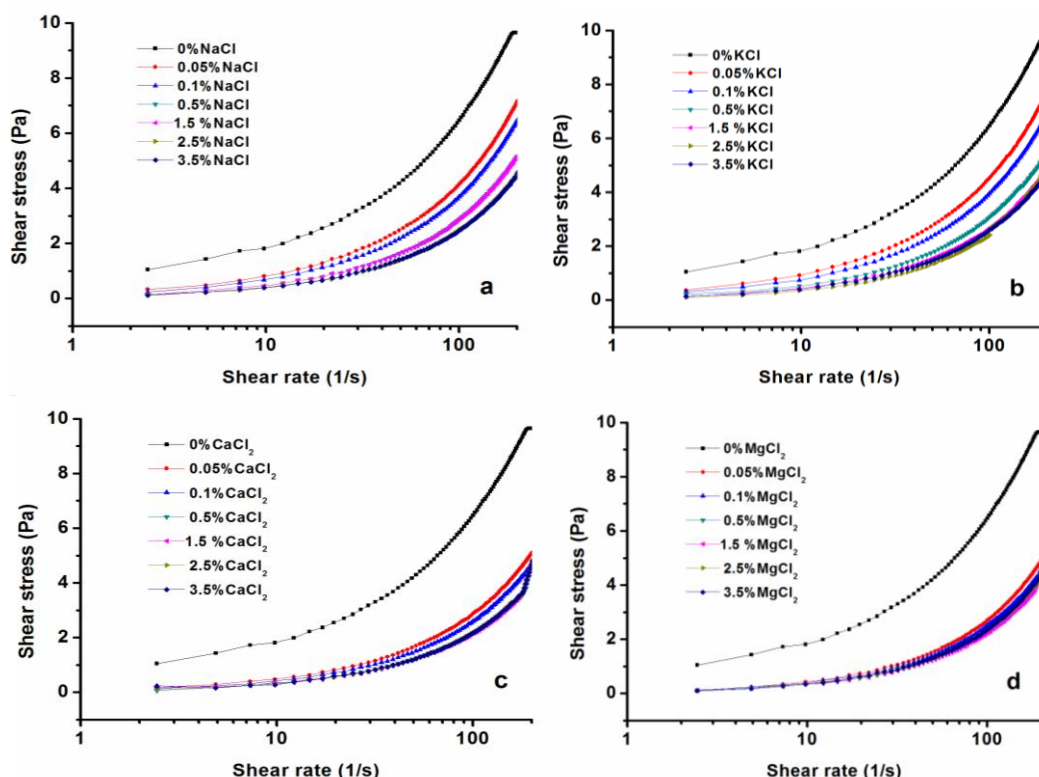 10
8
6
4
2
0
Shear stress (Pa)
0%NaCl
0.05%NaCl
0.1%NaCl
0.5%NaCl
1.5 %NaCl
2.5%NaCl
3.5%NaCl
a
1
10
100
Shear rate (1/s)
10
8
6
4
2
0
Shear stress (Pa)
0%KCl
0.05%KCl
0.1%KCl
0.5%KCl
1.5 %KCl
2.5%KCl
3.5%KCl
b
1
10
100
Shear rate (1/s)
10
8
6
4
2
0
Shear stress (Pa)
0%CaCl₂
0.05%CaCl₂
0.1%CaCl₂
0.5%CaCl₂
1.5 %CaCl₂
2.5%CaCl₂
3.5%CaCl₂
c
1
10
100
Shear rate (1/s)
10
8
6
4
2
0
Shear stress (Pa)
0%MgCl₂
0.05%MgCl₂
0.1%MgCl₂
0.5%MgCl₂
1.5 %MgCl₂
2.5%MgCl₂
3.5%MgCl₂
d
1
10
100
Shear rate (1/s)